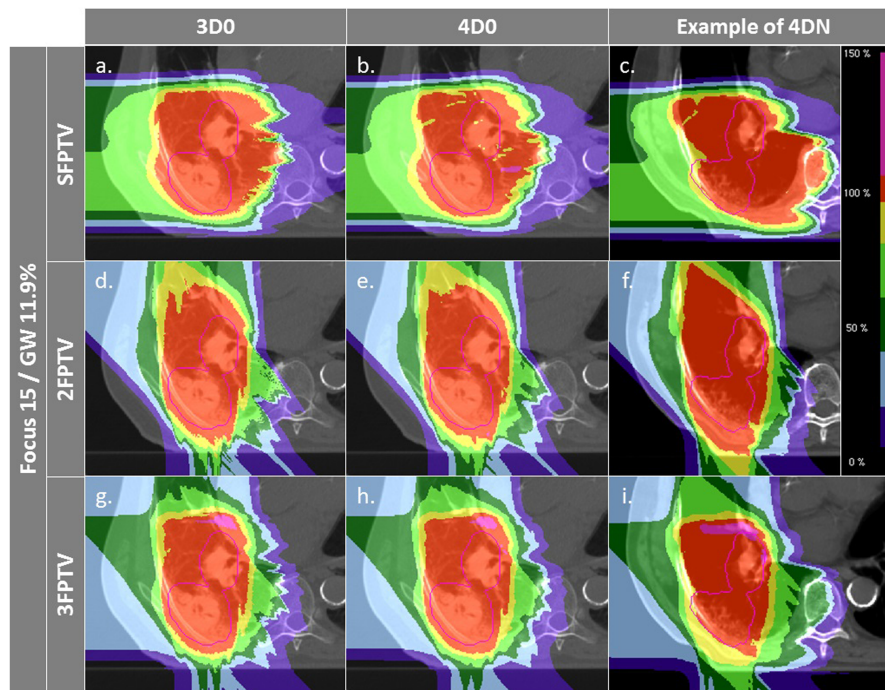 3D0
4D0
Example of 4DN
Focus 15 / GW 11.9%
SFPTV
a.
b.
c.
150 %
100 %
50 %
0 %
2FPTV
d.
e.
f.
3FPTV
g.
h.
i.